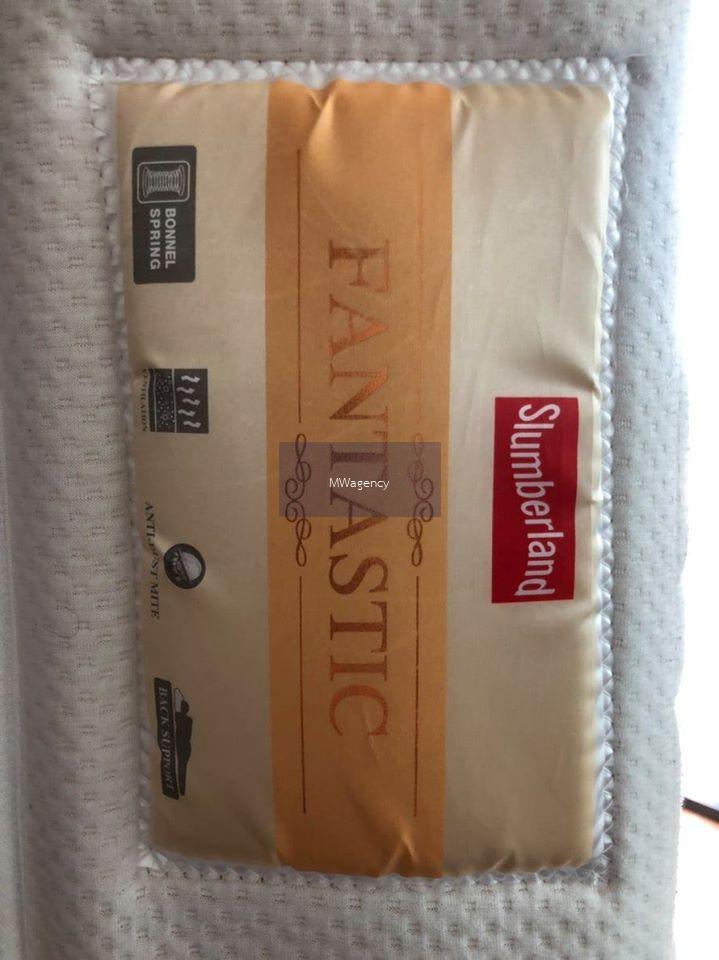 Slumberland
FANTASTIC
MWagency
BONNEL
SPRING
VENTILATION
ANTI-DUST MITE
BACK SUPPORT